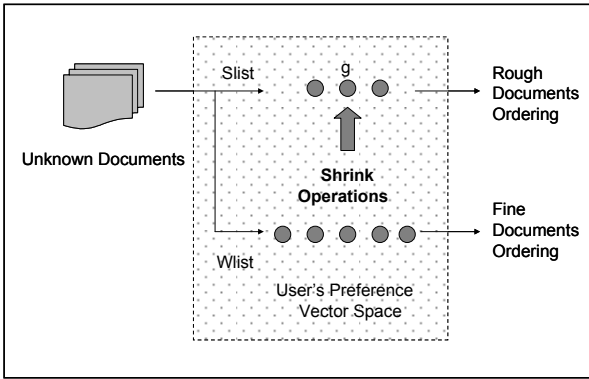 Slist
g
Rough
Documents
Ordering
Unknown Documents
Shrink
Operations
Fine
Documents
Ordering
Wlist
User's Preference
Vector Space